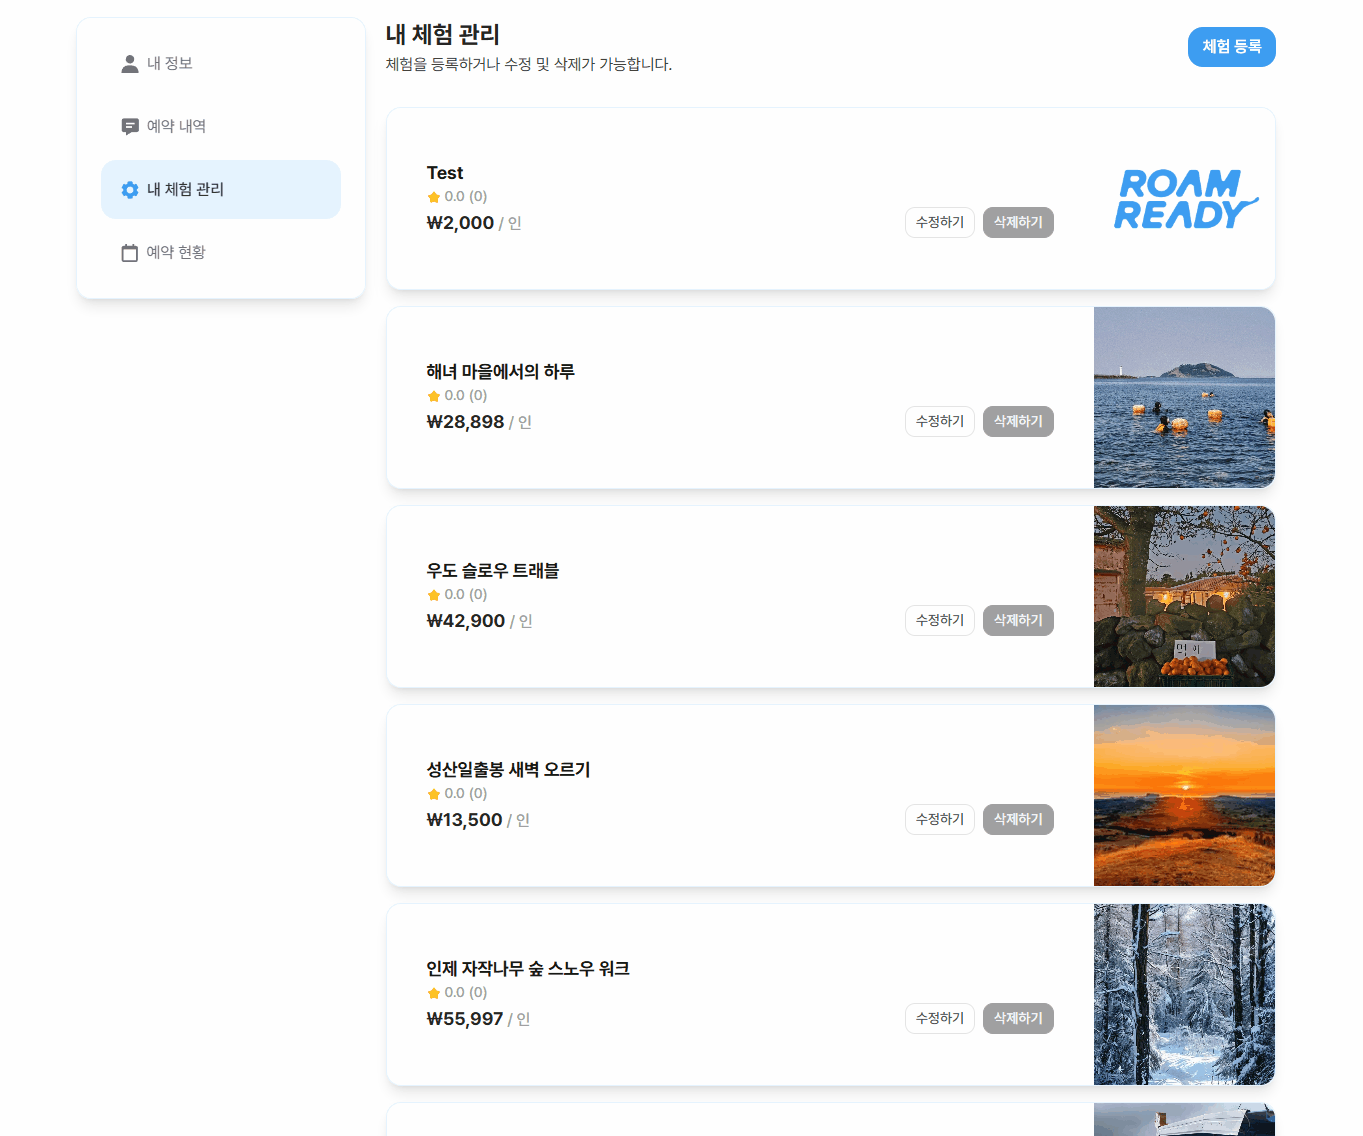 내 정보
예약 내역
내 체험 관리
예약 현황
내 체험 관리
체험을 등록하거나 수정 및 삭제가 가능합니다.
체험 등록
Test
0.0 (0)
₩2,000 / 인
수정하기
삭제하기
ROAM
READY
해녀 마을에서의 하루
0.0 (0)
₩28,898 / 인
수정하기
삭제하기
우도 슬로우 트래블
0.0 (0)
₩42,900 / 인
수정하기
삭제하기
성산일출봉 새벽 오르기
0.0 (0)
₩13,500 / 인
수정하기
삭제하기
인제 자작나무 숲 스노우 워크
0.0 (0)
₩55,997 / 인
수정하기
삭제하기